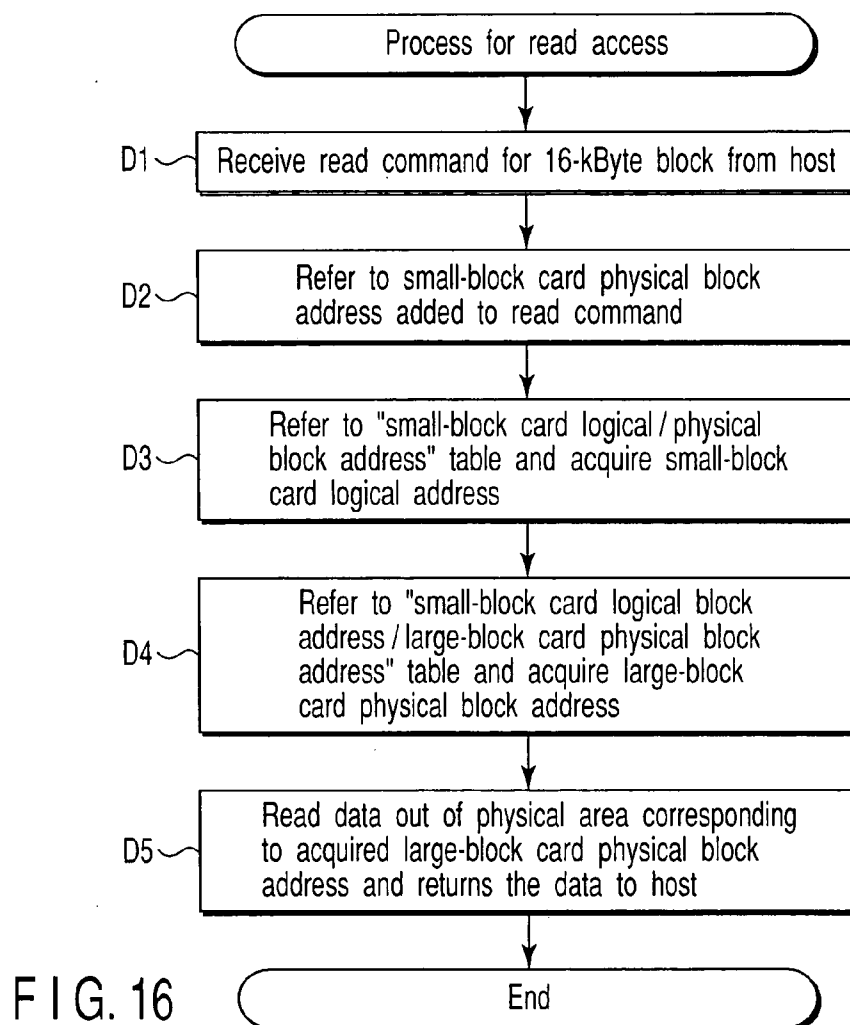 Process for read access
D1
Receive read command for 16-kByte block from host
D2
Refer to small-block card physical block
address added to read command
D3
Refer to "small-block card logical / physical
block address" table and acquire small-block
card logical address
D4
Refer to "small-block card logical block
address / large-block card physical block
address" table and acquire large-block
card physical block address
D5
Read data out of physical area corresponding
to acquired large-block card physical block
address and returns the data to host
End
FIG. 16